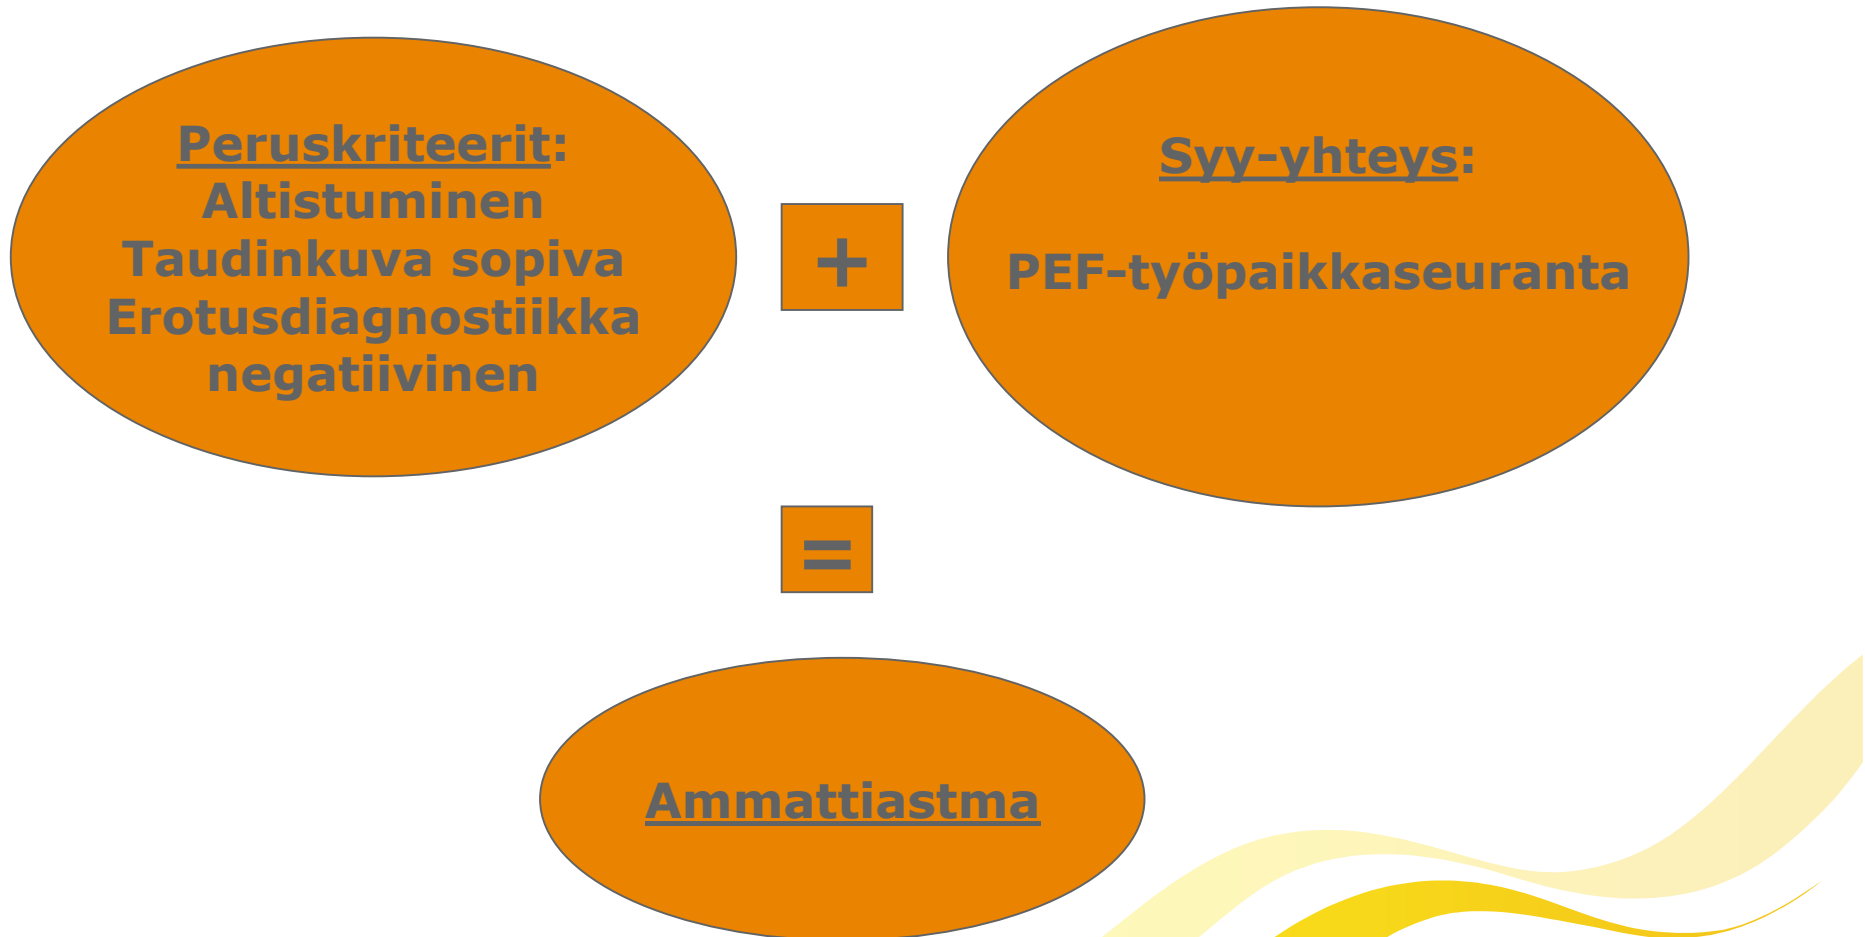 Peruskriteerit:
Altistuminen
Taudinkuva sopiva
Erotusdiagnostiikka
negatiivinen
+
Syy-yhteys:
PEF-työpaikkaseuranta
=
Ammattiastma